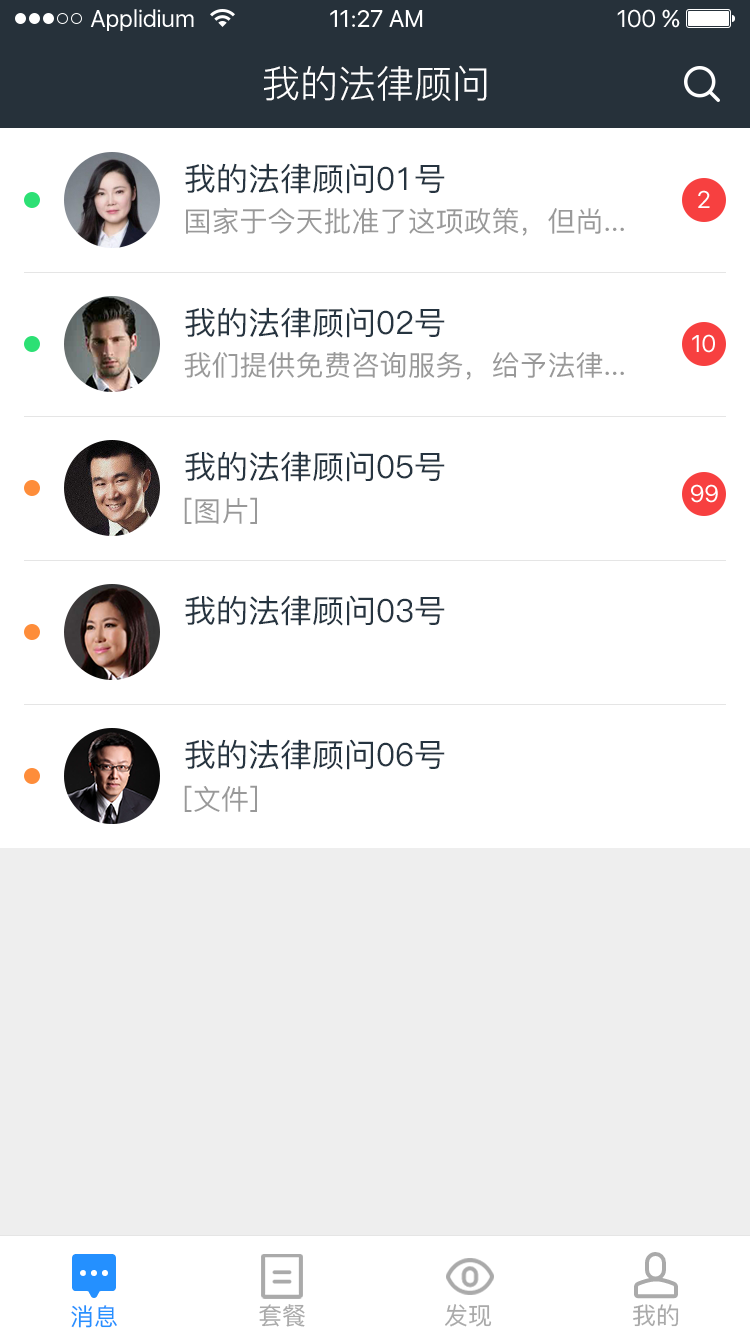 Applidium 11:27 AM 100 %
我的法律顾问
我的法律顾问01号
国家于今天批准了这项政策，但尚...
2
我的法律顾问02号
我们提供免费咨询服务，给予法律...
10
我的法律顾问05号
[图片]
99
我的法律顾问03号
我的法律顾问06号
[文件]
消息 套餐 发现 我的